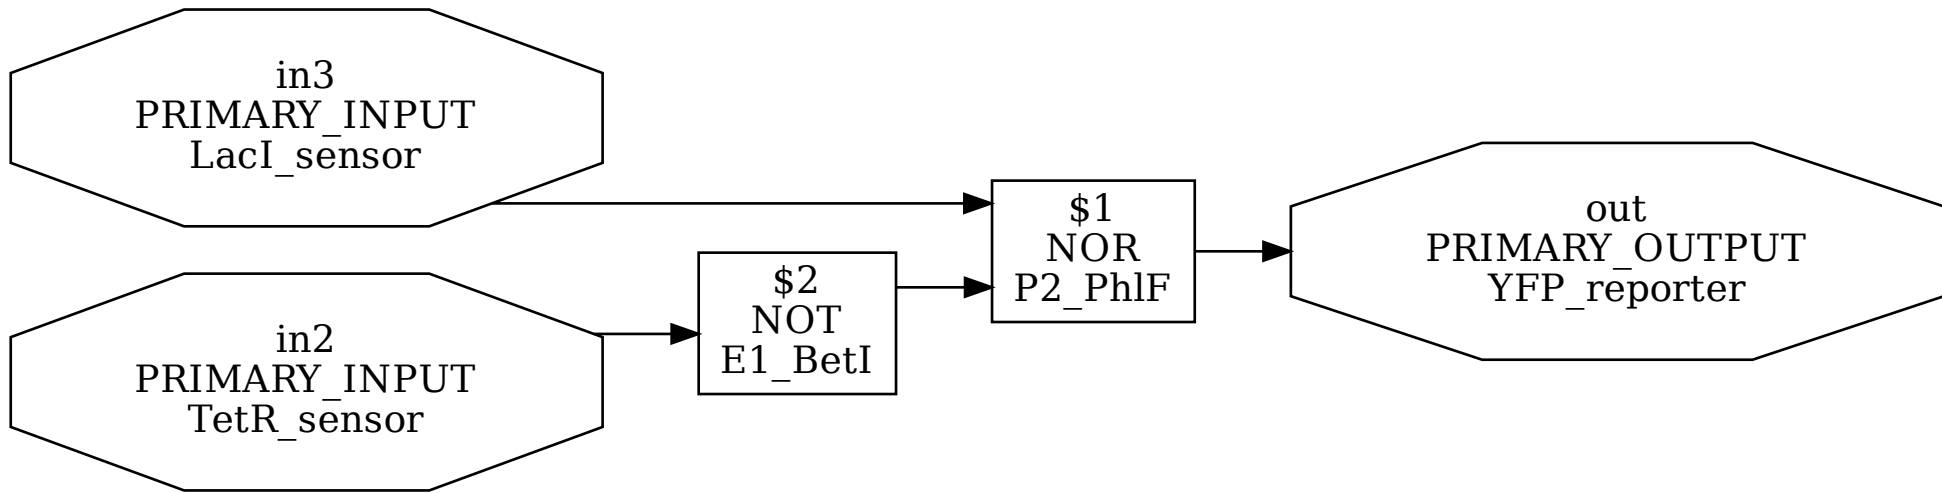 in3
PRIMARY_INPUT
LacI_sensor
in2
PRIMARY_INPUT
TetR_sensor
$2
NOT
E1_BetI
$1
NOR
P2_PhlF
out
PRIMARY_OUTPUT
YFP_reporter